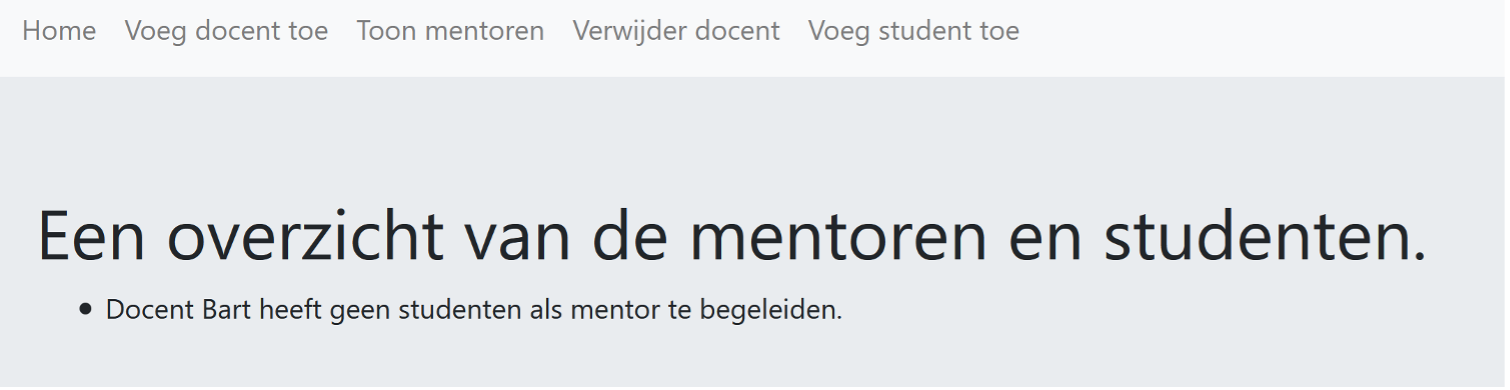 Home Voeg docent toe Toon mentoren Verwijder docent Voeg student toe
Een overzicht van de mentoren en studenten.
Docent Bart heeft geen studenten als mentor te begeleiden.